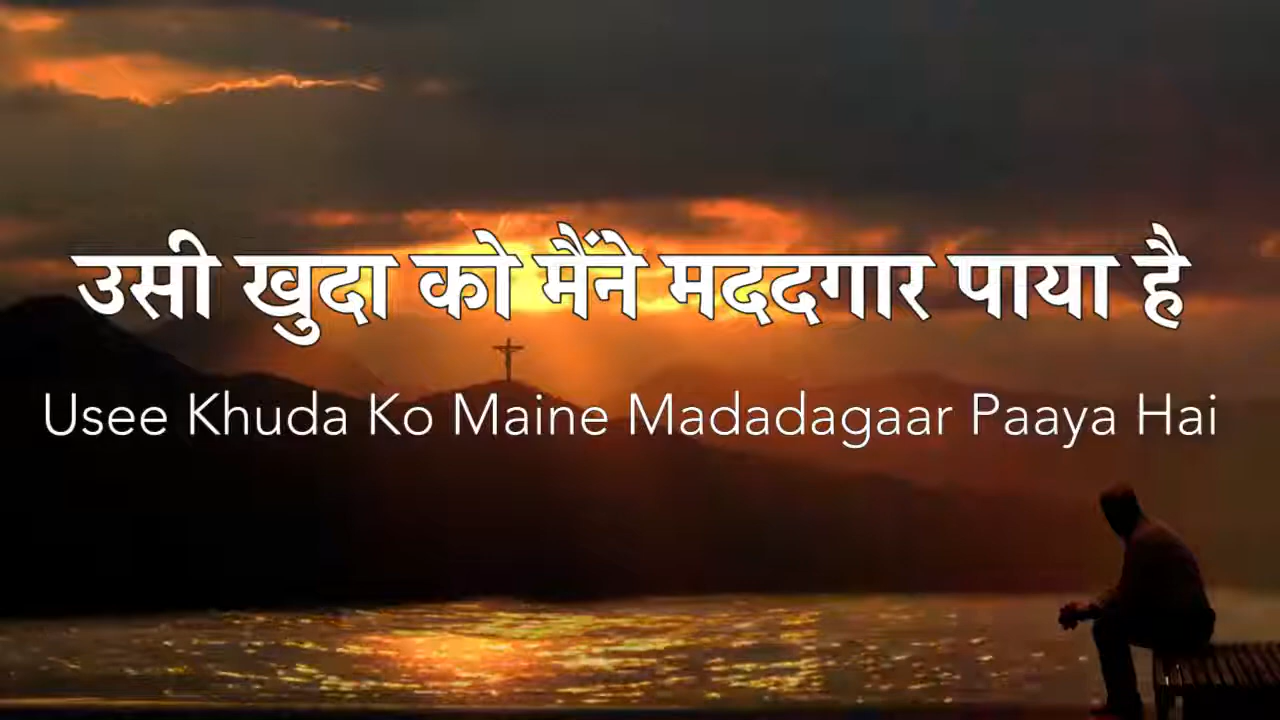 उसी खुदा को मैंने मददगार पाया है
Usee Khuda Ko Maine Madadagaar Paaya Hai